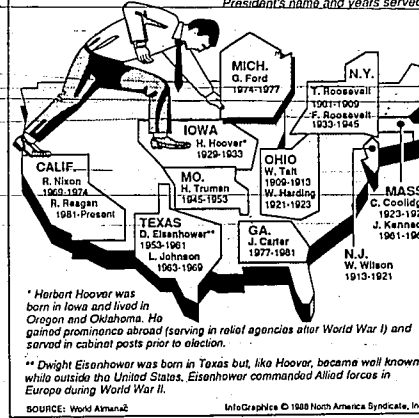 President's name and years served
MICH.
G. Ford
1974-1977
N.Y.
T. Roosevelt
1901-1909
F. Roosevelt
1933-1945
IOWA
H. Hoover*
1929-1933
OHIO
W. Taft
1909-1913
W. Harding
1921-1923
CALIF.
R. Nixon
1969-1974
R. Reagan
1981-Present
MO.
H. Truman
1945-1953
MASS
C. Coolidg
1923-192
J. Kenned
1961-196
TEXAS
D. Eisenhower**
1953-1961
L. Johnson
1963-1969
GA.
J. Carter
1977-1981
N.J.
W. Wilson
1913-1921
* Herbert Hoover was
born in Iowa and lived in
Oregon and Oklahoma. He
gained prominence abroad (serving in relief agencies after World War I) and
served in cabinet posts prior to election.
** Dwight Eisenhower was born in Texas but, like Hoover, became well known
while outside the United States. Eisenhower commanded Allied forces in
Europe during World War II.
SOURCE: World Almanac
InfoGraphics © 1988 North America Syndicate, In